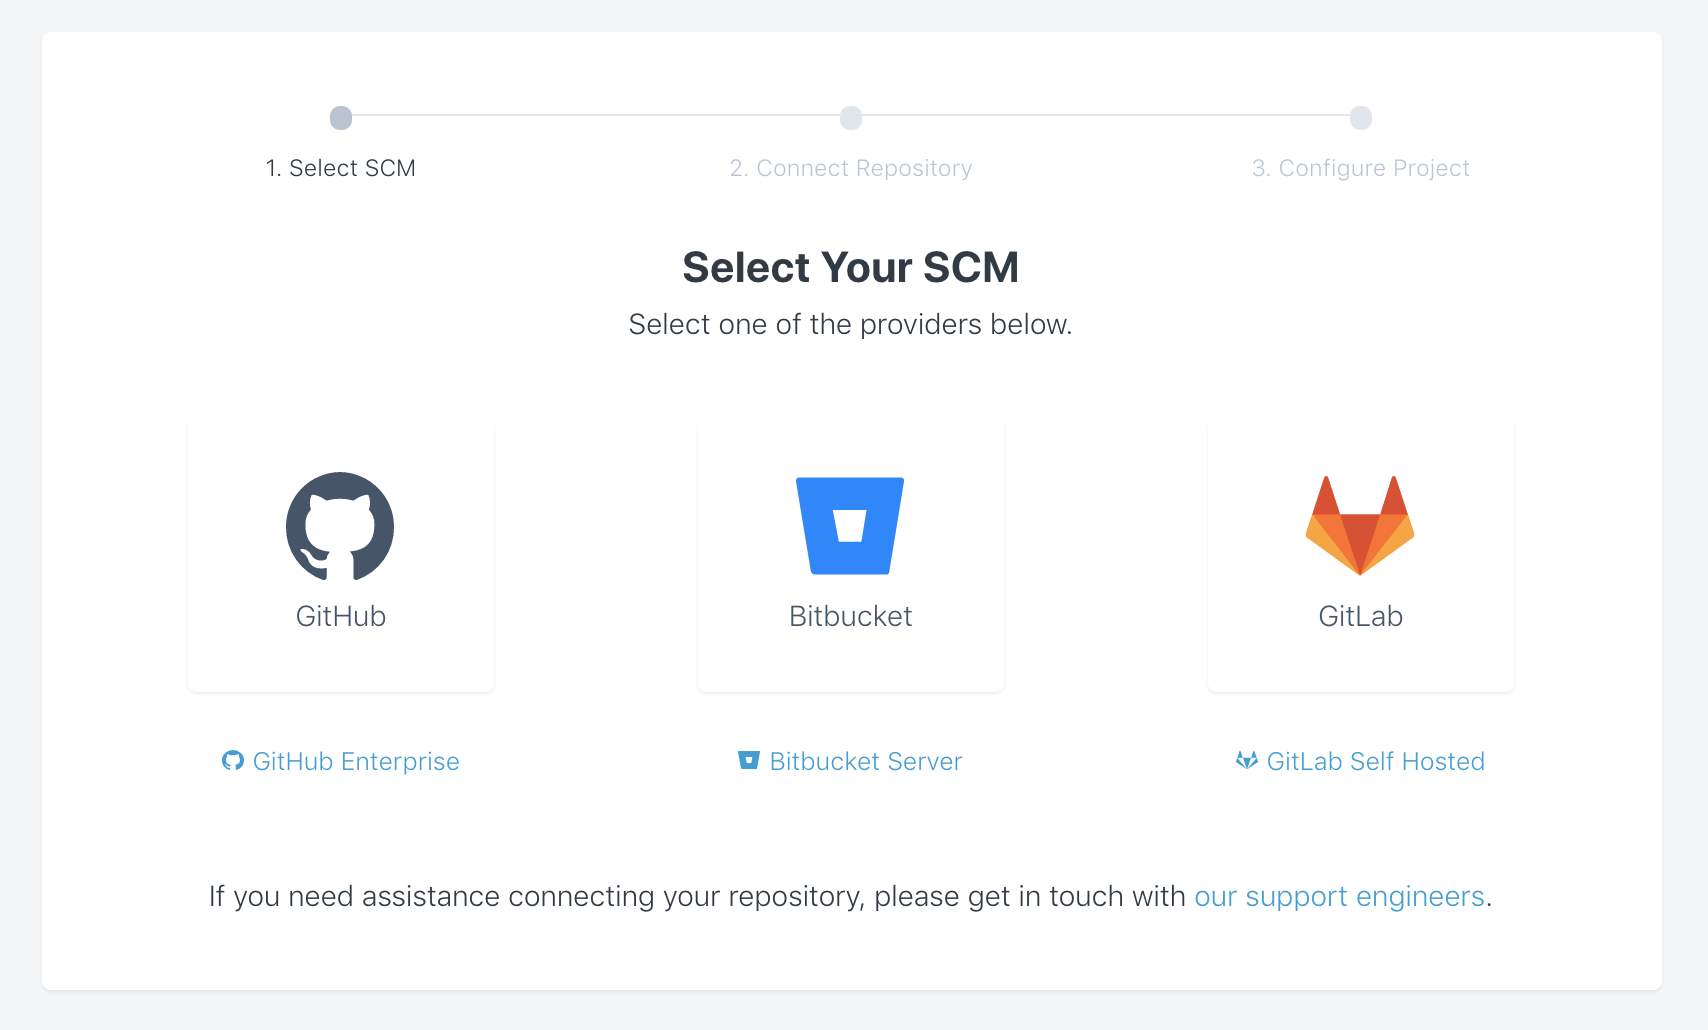 1. Select SCM
2. Connect Repository
3. Configure Project
Select Your SCM
Select one of the providers below.
GitHub
Bitbucket
GitLab
GitHub Enterprise
Bitbucket Server
GitLab Self Hosted
If you need assistance connecting your repository, please get in touch with our support engineers.